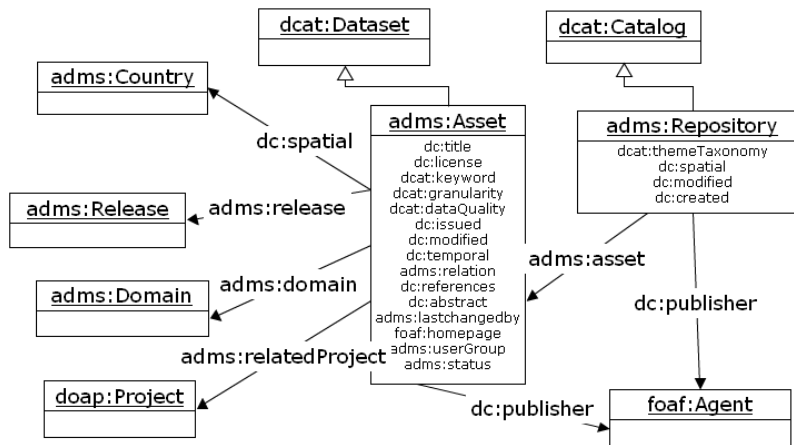 dcat:Dataset
dcat:Catalog
adms:Country
adms:Asset
dc:title
dc:license
dcat:keyword
dcat:granularity
dcat:dataQuality
dc:issued
dc:modified
dc:temporal
adms:relation
dc:references
dc:abstract
adms:lastchangedby
foaf:homepage
adms:userGroup
adms:status
adms:Repository
dcat:themeTaxonomy
dc:spatial
dc:modified
dc:created
dc:spatial
adms:Release
adms:release
adms:asset
adms:domain
adms:Domain
dc:publisher
adms:relatedProject
doap:Project
dc:publisher
foaf:Agent